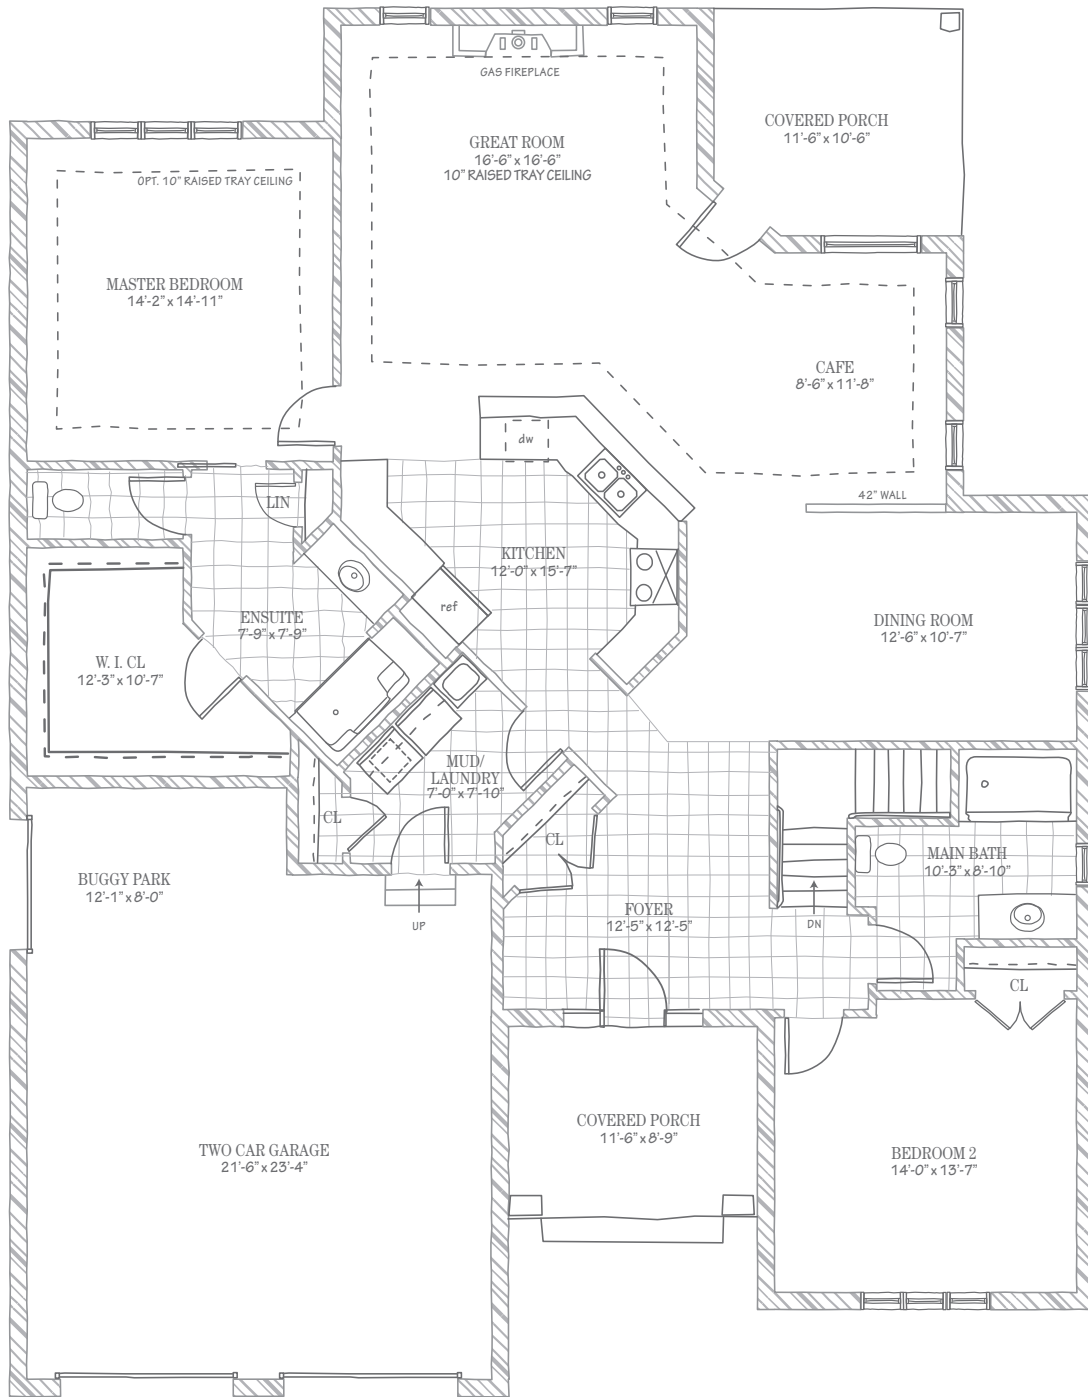 GAS FIREPLACE
GREAT ROOM
16'-6" x 16'-6"
10" RAISED TRAY CEILING
COVERED PORCH
11'-6" x 10'-6"
OPT. 10" RAISED TRAY CEILING
MASTER BEDROOM
14'-2" x 14'-11"
CAFE
8'-6" x 11'-8"
dw
42" WALL
LIN
KITCHEN
12'-0" x 15'-7"
ref
ENSUITE
7'-9" x 7'-9"
DINING ROOM
12'-6" x 10'-7"
W. I. CL
12'-3" x 10'-7"
MUD/
LAUNDRY
7'-0" x 7'-10"
CL
CL
MAIN BATH
10'-3" x 8'-10"
BUGGY PARK
12'-1" x 8'-0"
FOYER
12'-5" x 12'-5"
UP
DN
CL
COVERED PORCH
11'-6" x 8'-9"
TWO CAR GARAGE
21'-6" x 23'-4"
BEDROOM 2
14'-0" x 13'-7"